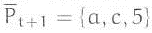 P̅ₜ₊₁ = {a, c, 5}